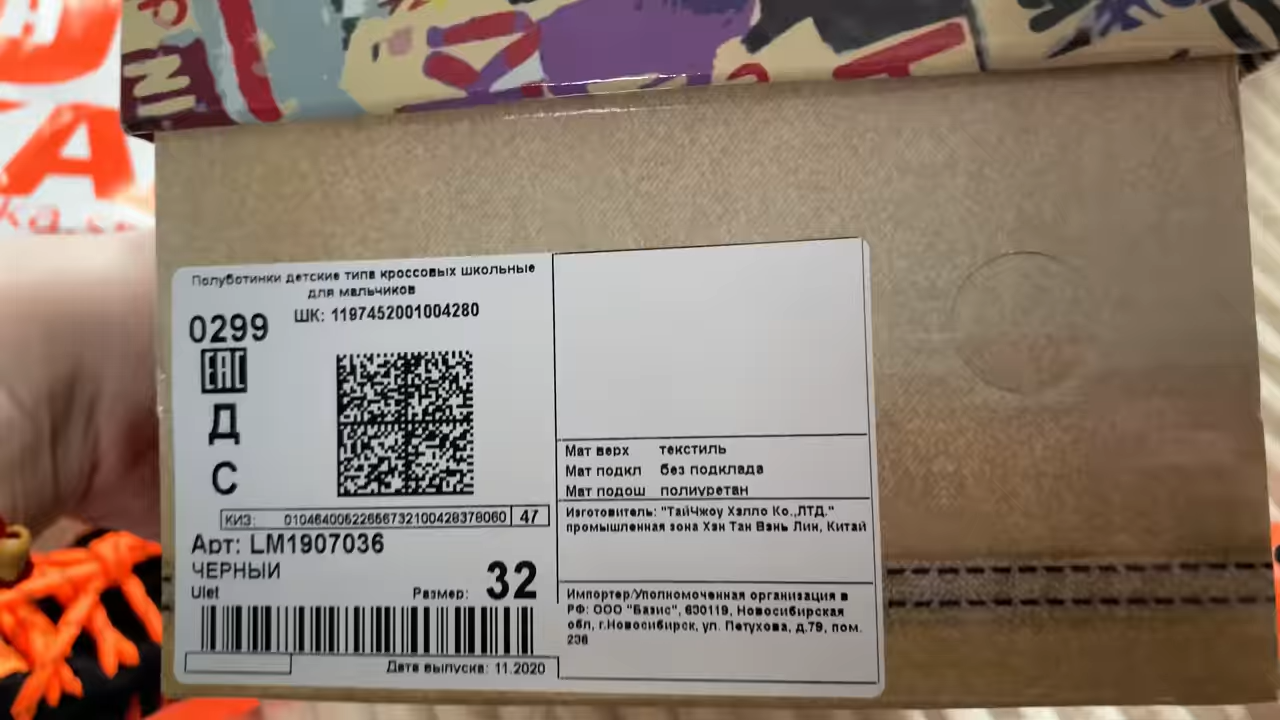 Полуботинки детские типа кроссовых школьные
для мальчиков
ШК: 1197452001004280
0299
EAC
Д
С
КИЗ: 01046400622666732100428378060 47
Арт: LM1907036
ЧЕРНЫЙ
Ulet
Размер: 32
Дата выпуска: 11.2020
Мат верх текстиль
Мат подкл без подклада
Мат подош полиуретан
Изготовитель: "ТайЧжоу Хэлло Ко.,ЛТД."
промышленная зона Хэн Тан Вэнь Лин, Китай
Импортер/Уполномоченная организация в
РФ: ООО "Базис", 630119, Новосибирская
обл, г.Новосибирск, ул. Петухова, д.79, пом.
236